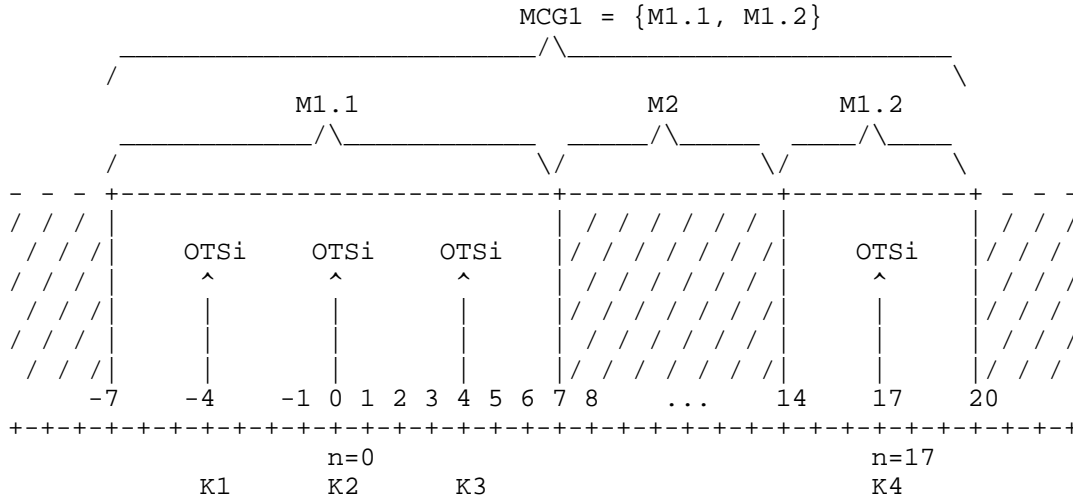 MCG1 = {M1.1, M1.2}
M1.1 M2 M1.2
OTSi OTSi OTSi OTSi
-7 -4 -1 0 1 2 3 4 5 6 7 8 ... 14 17 20
n=0 n=17
K1 K2 K3 K4